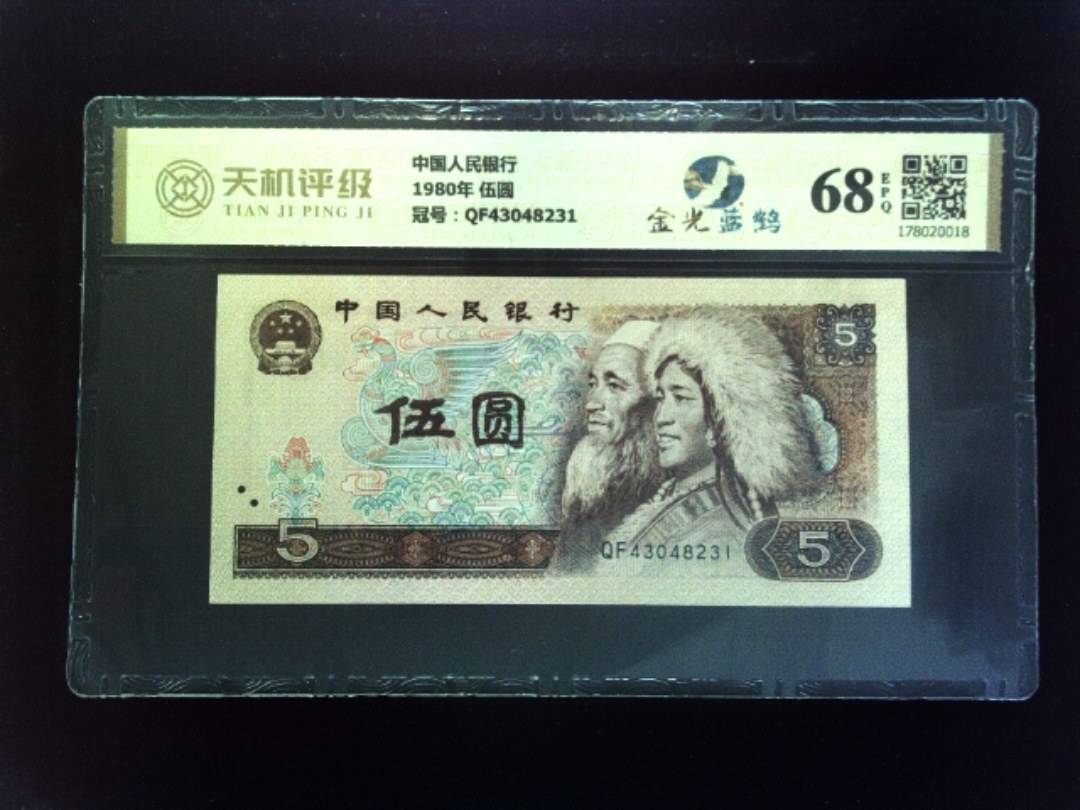 天机评级
TIAN JI PING JI
中国人民银行
1980年 伍圆
冠号：QF43048231
金光蓝鹤
68
EPQ
178020018
中国人民银行
5
伍圆
5
QF43048231
5